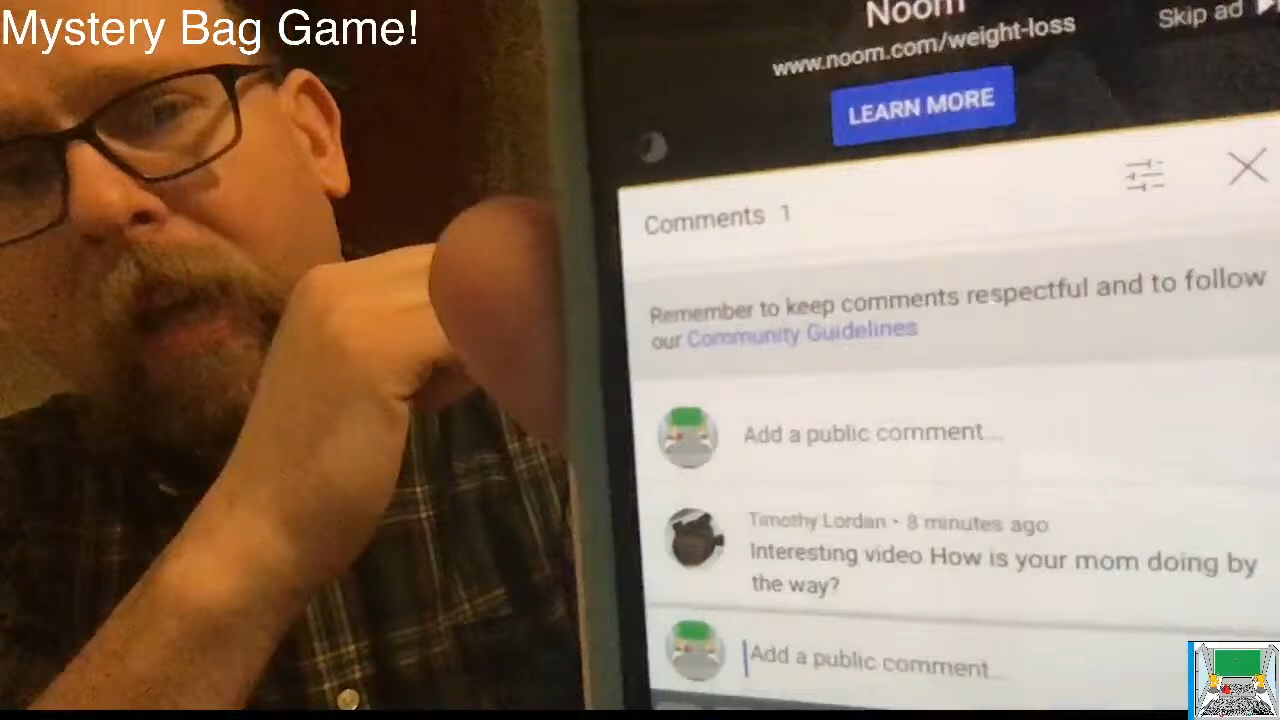 Mystery Bag Game!
Noom
www.noom.com/weight-loss
Skip ad
LEARN MORE
Comments 1
Remember to keep comments respectful and to follow
our Community Guidelines
Add a public comment...
Timothy Lordan • 8 minutes ago
Interesting video How is your mom doing by
the way?
Add a public comment...